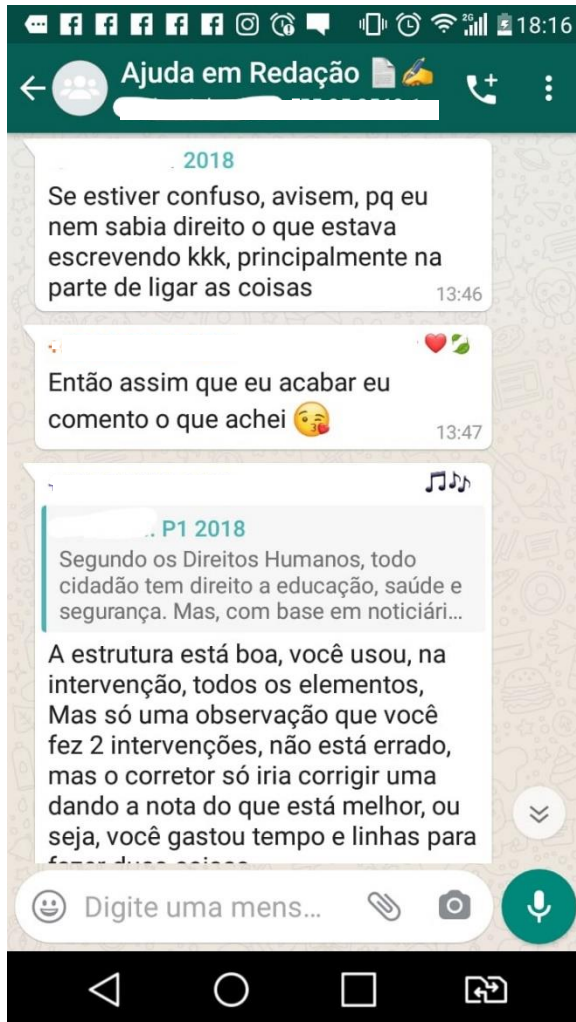 2G 18:16
Ajuda em Redação
2018
Se estiver confuso, avisem, pq eu
nem sabia direito o que estava
escrevendo kkk, principalmente na
parte de ligar as coisas
13:46
Então assim que eu acabar eu
comento o que achei
13:47
P1 2018
Segundo os Direitos Humanos, todo
cidadão tem direito a educação, saúde e
segurança. Mas, com base em noticiári...
A estrutura está boa, você usou, na
intervenção, todos os elementos,
Mas só uma observação que você
fez 2 intervenções, não está errado,
mas o corretor só iria corrigir uma
dando a nota do que está melhor, ou
seja, você gastou tempo e linhas para
Digite uma mens...